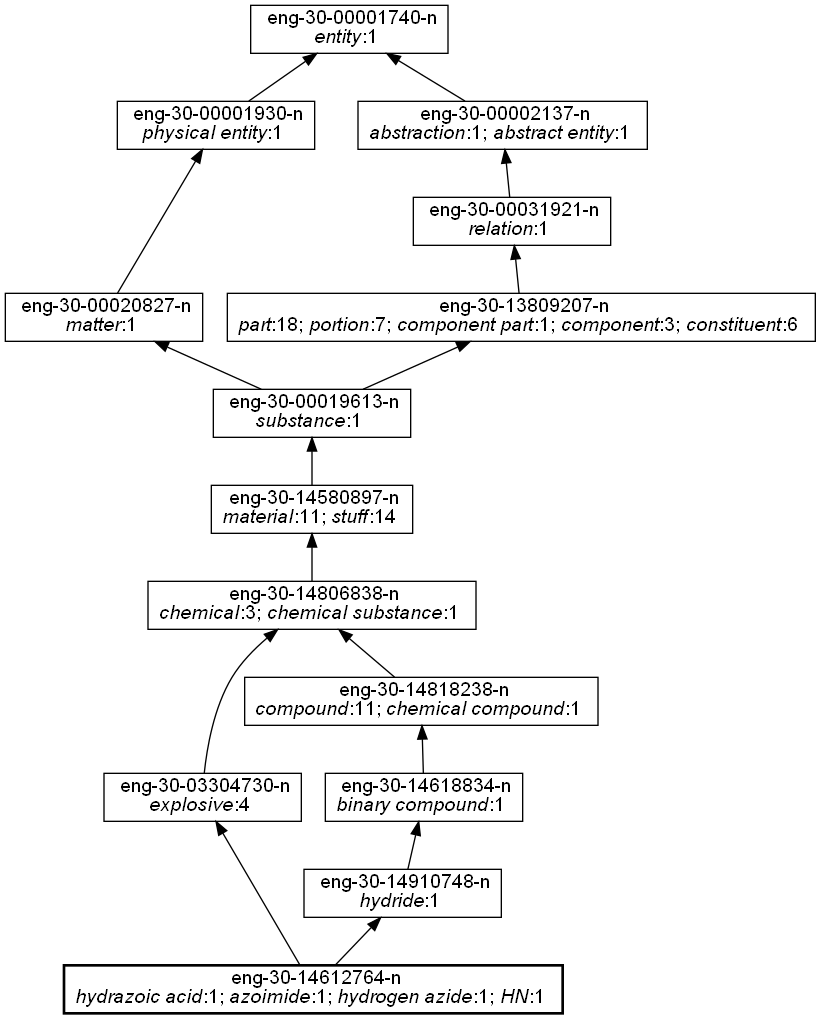 eng-30-00001740-n
entity:1
eng-30-00001930-n
physical entity:1
eng-30-00002137-n
abstraction:1; abstract entity:1
eng-30-00031921-n
relation:1
eng-30-00020827-n
matter:1
eng-30-13809207-n
part:18; portion:7; component part:1; component:3; constituent:6
eng-30-00019613-n
substance:1
eng-30-14580897-n
material:11; stuff:14
eng-30-14806838-n
chemical:3; chemical substance:1
eng-30-14818238-n
compound:11; chemical compound:1
eng-30-03304730-n
explosive:4
eng-30-14618834-n
binary compound:1
eng-30-14910748-n
hydride:1
eng-30-14612764-n
hydrazoic acid:1; azoimide:1; hydrogen azide:1; HN:1